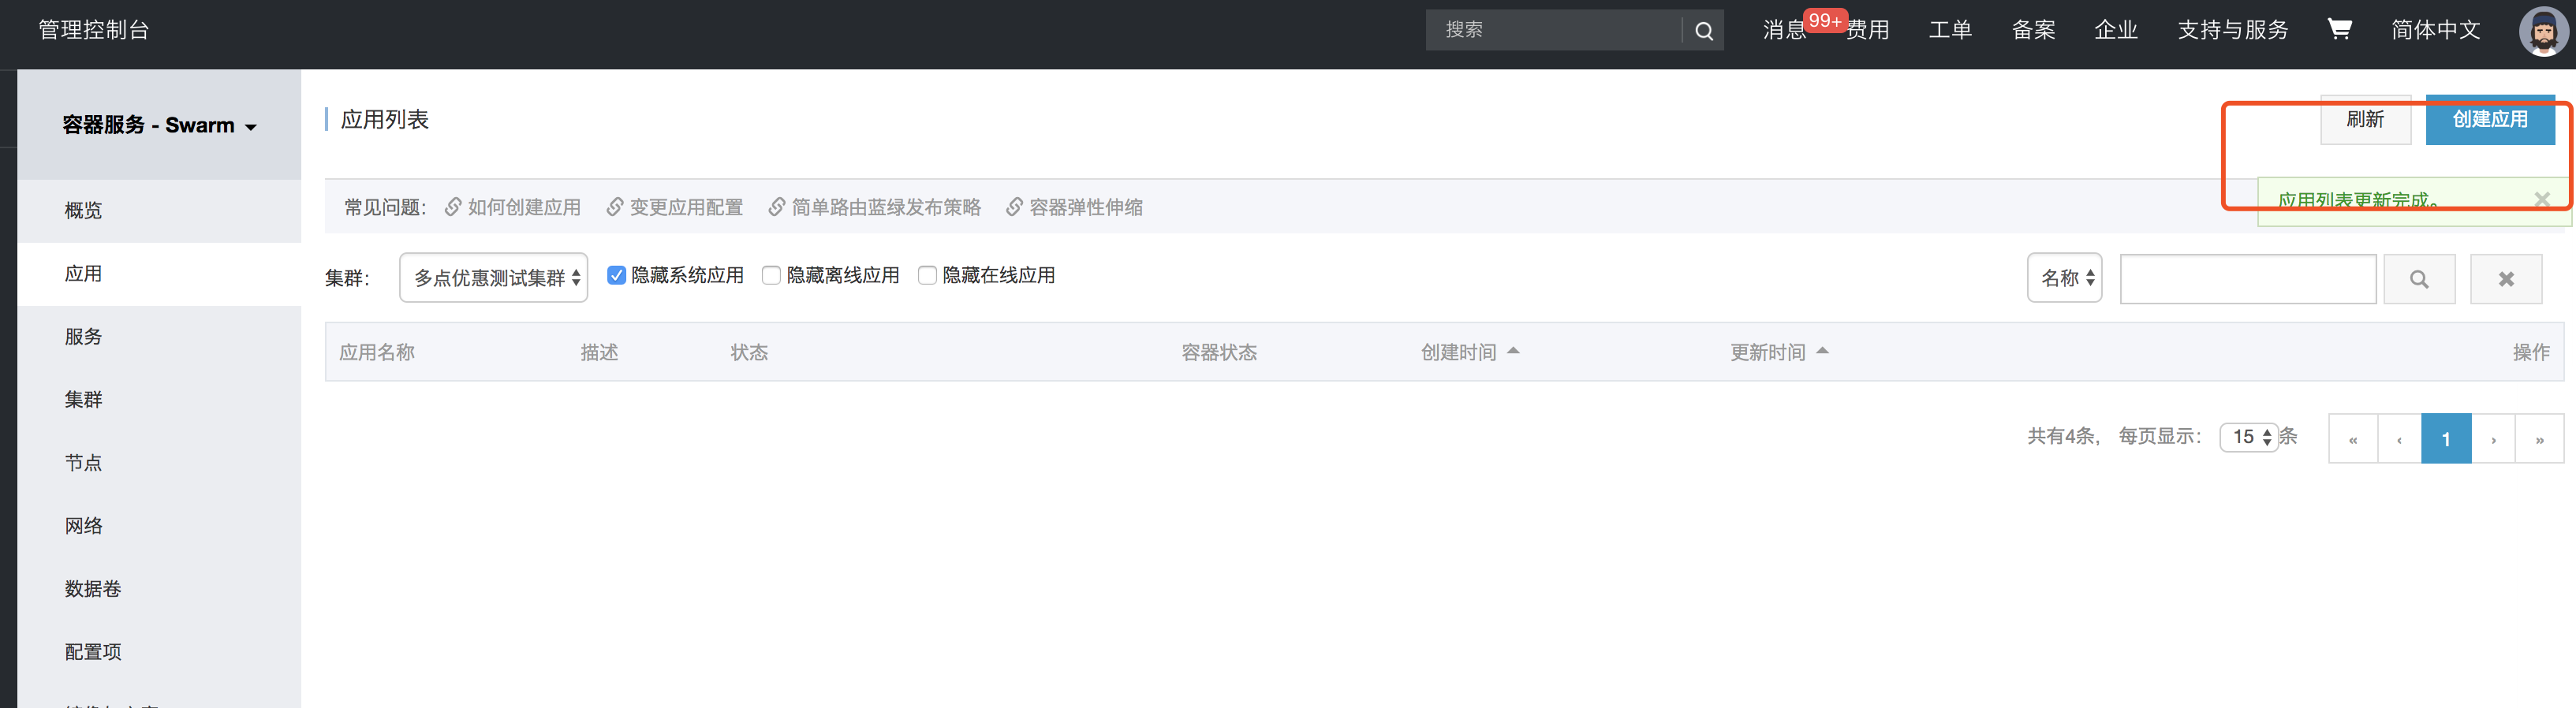 管理控制台
搜索
消息 99+ 费用 工单 备案 企业 支持与服务 简体中文
容器服务 - Swarm
概览
应用
服务
集群
节点
网络
数据卷
配置项
应用列表
刷新 创建应用
应用列表更新完成。
常见问题： 如何创建应用 变更应用配置 简单路由蓝绿发布策略 容器弹性伸缩
集群： 多点优惠测试集群 隐藏系统应用 隐藏离线应用 隐藏在线应用 名称
应用名称 描述 状态 容器状态 创建时间 更新时间 操作
共有4条， 每页显示： 15 条 « ‹ 1 › »